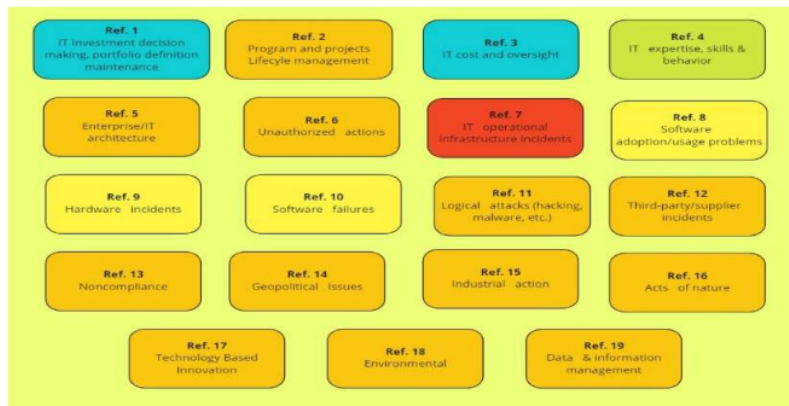 Ref. 1
IT Investment decision
making, portfolio definition
maintenance
Ref. 2
Program and projects
Lifecyle management
Ref. 3
IT cost and oversight
Ref. 4
IT expertise, skills &
behavior
Ref. 5
Enterprise/IT
architecture
Ref. 6
Unauthorized actions
Ref. 7
IT operational
infrastructure incidents
Ref. 8
Software
adoption/usage problems
Ref. 9
Hardware Incidents
Ref. 10
Software failures
Ref. 11
Logical attacks (hacking,
malware, etc.)
Ref. 12
Third-party/supplier
incidents
Ref. 13
Noncompliance
Ref. 14
Geopolitical Issues
Ref. 15
Industrial action
Ref. 16
Acts of nature
Ref. 17
Technology Based
Innovation
Ref. 18
Environmental
Ref. 19
Data & information
management